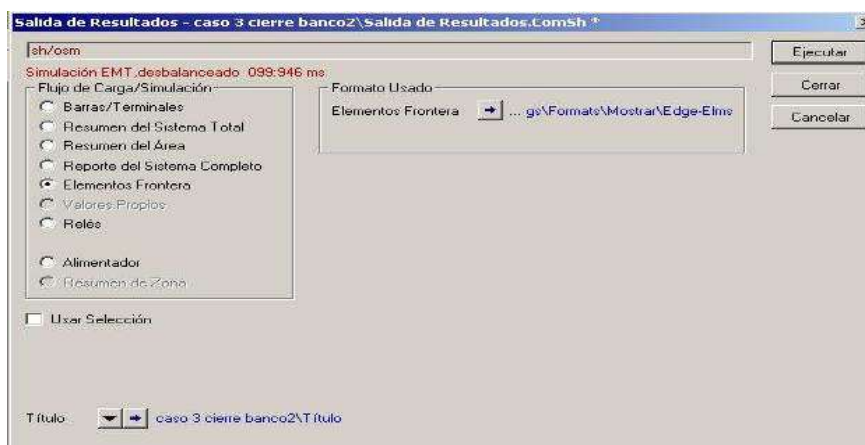 Salida de Resultados - caso 3 cierre banco2\Salida de Resultados.ComSh *
sh/osm
Ejecutar
Simulación EMT,desbalanceado 099:946 ms
Flujo de Carga/Simulación
Formato Usado
Cerrar
Barras/Terminales
Elementos Frontera ... gs\Formats\Mostrar\Edge-Elms
Cancelar
Resumen del Sistema Total
Resumen del Área
Reporte del Sistema Completo
Elementos Frontera
Valores Propios
Relés
Alimentador
Resumen de Zona
Usar Selección
Título caso 3 cierre banco2\Título